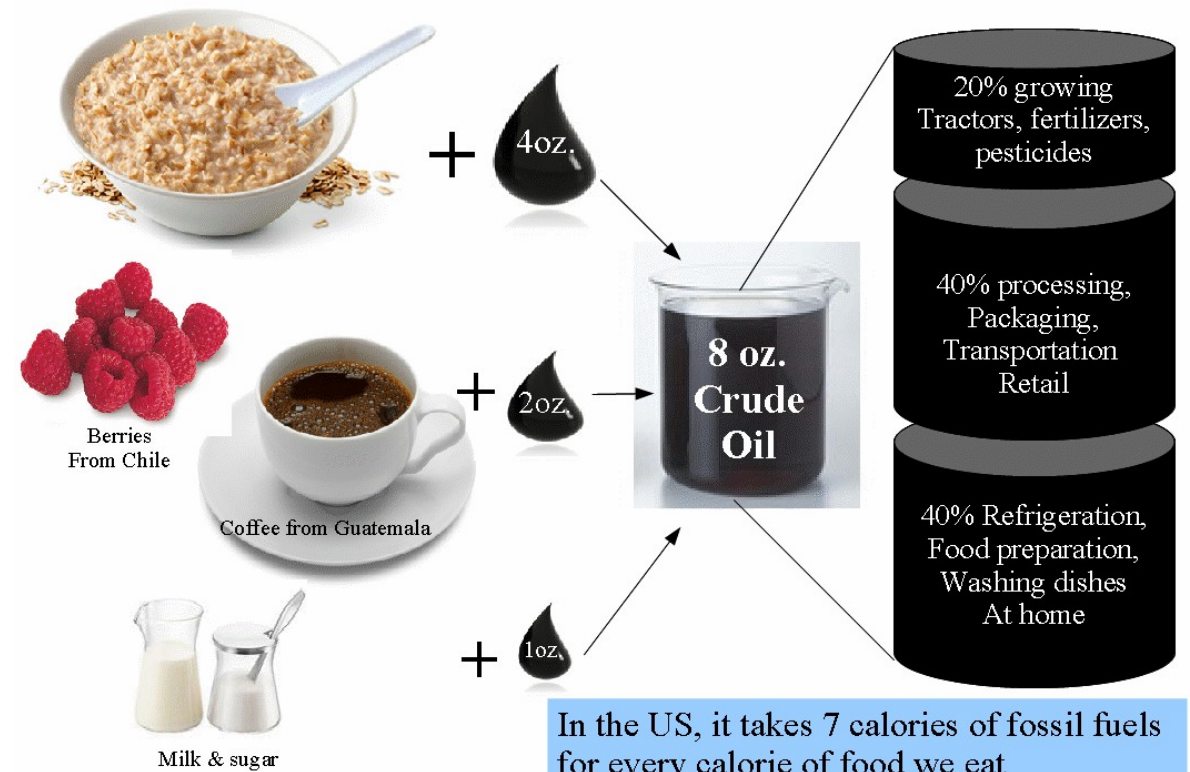 4oz.
20% growing
Tractors, fertilizers,
pesticides
40% processing,
Packaging,
Transportation
Retail
8 oz.
Crude
Oil
2oz.
Berries
From Chile
Coffee from Guatemala
40% Refrigeration,
Food preparation,
Washing dishes
At home
1oz.
Milk & sugar
In the US, it takes 7 calories of fossil fuels
for every calorie of food we eat